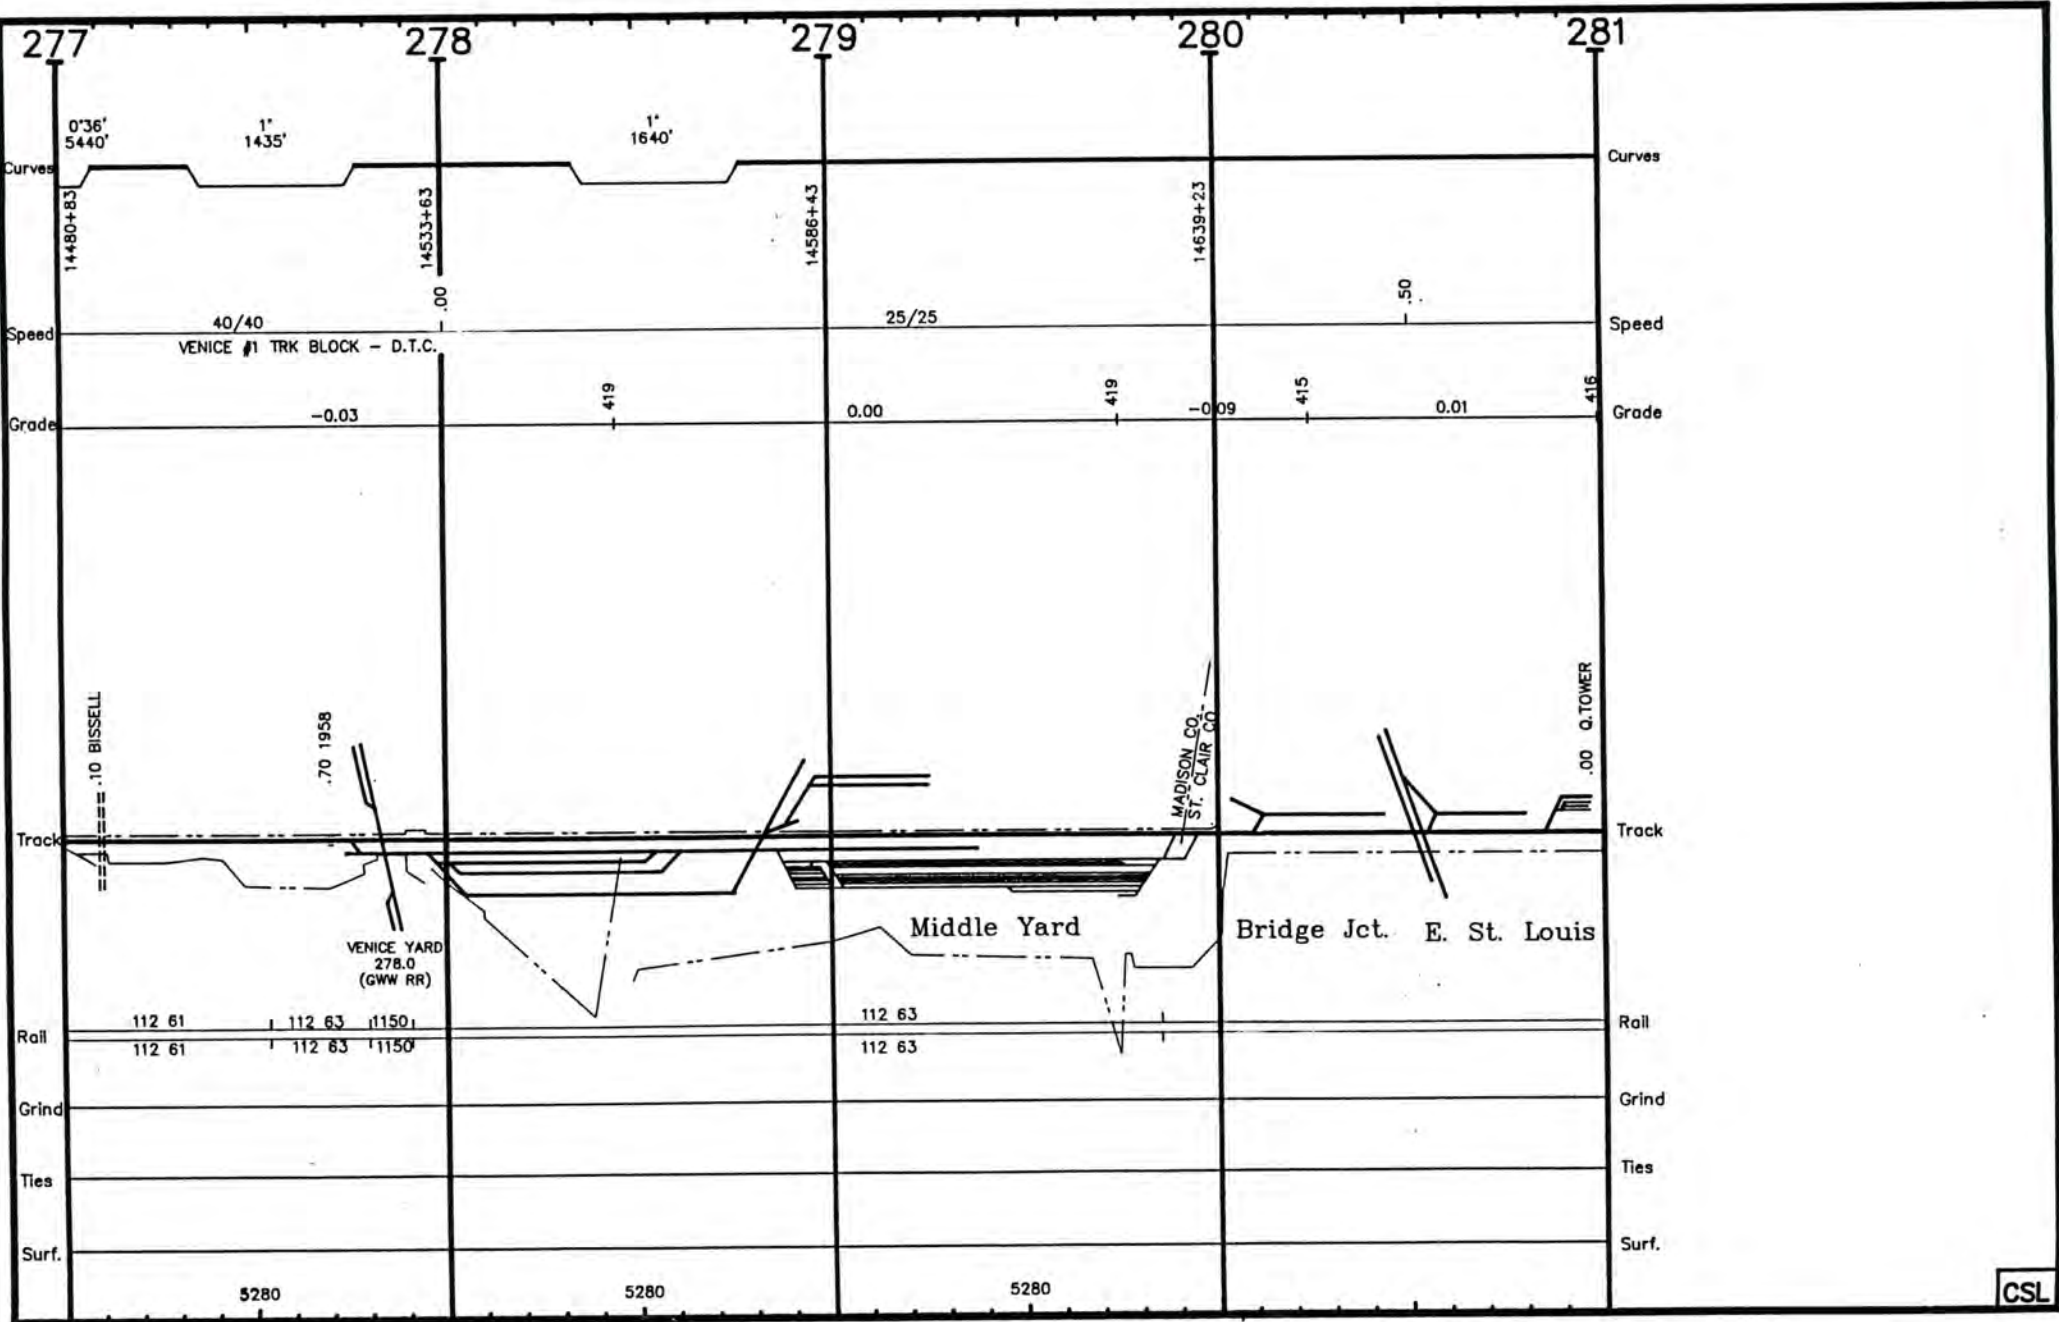 277 278 279 280 281
0°36' 1° 1°
5440' 1435' 1640'
Curves Curves
14480+83 14533+63 14586+43 14639+23
.00 .50
Speed 40/40 25/25 Speed
VENICE #1 TRK BLOCK – D.T.C.
419 419 415 416
Grade -0.03 0.00 -0.09 0.01 Grade
.10 BISSELL
.70 1958
MADISON CO.
ST. CLAIR CO
.00 Q.TOWER
Track Track
Middle Yard Bridge Jct. E. St. Louis
VENICE YARD
278.0
(GWW RR)
112 61 112 63 1150 112 63
Rail Rail
112 61 112 63 1150 112 63
Grind Grind
Ties Ties
Surf. Surf.
5280 5280 5280
CSL